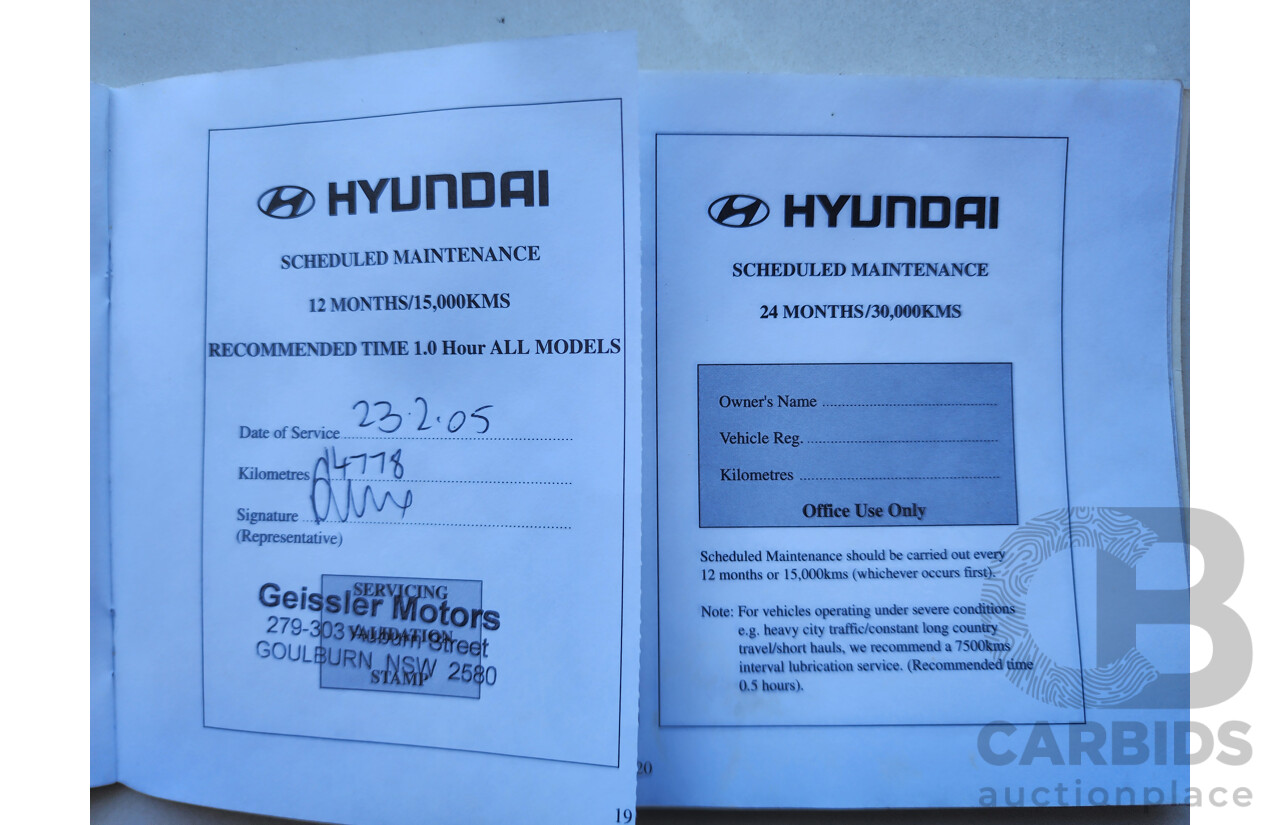 HYUNDAI
SCHEDULED MAINTENANCE
12 MONTHS/15,000KMS
RECOMMENDED TIME 1.0 Hour ALL MODELS
Date of Service 23.2.05
Kilometres 14778
Signature
(Representative)
SERVICING
Geissler Motors
VALIDATION
279-303 Auburn Street
GOULBURN NSW 2580
STAMP
19
HYUNDAI
SCHEDULED MAINTENANCE
24 MONTHS/30,000KMS
Owner's Name
Vehicle Reg.
Kilometres
Office Use Only
Scheduled Maintenance should be carried out every
12 months or 15,000kms (whichever occurs first).
Note: For vehicles operating under severe conditions
e.g. heavy city traffic/constant long country
travel/short hauls, we recommend a 7500kms
interval lubrication service. (Recommended time
0.5 hours).
20
CB
CARBIDS
auctionplace